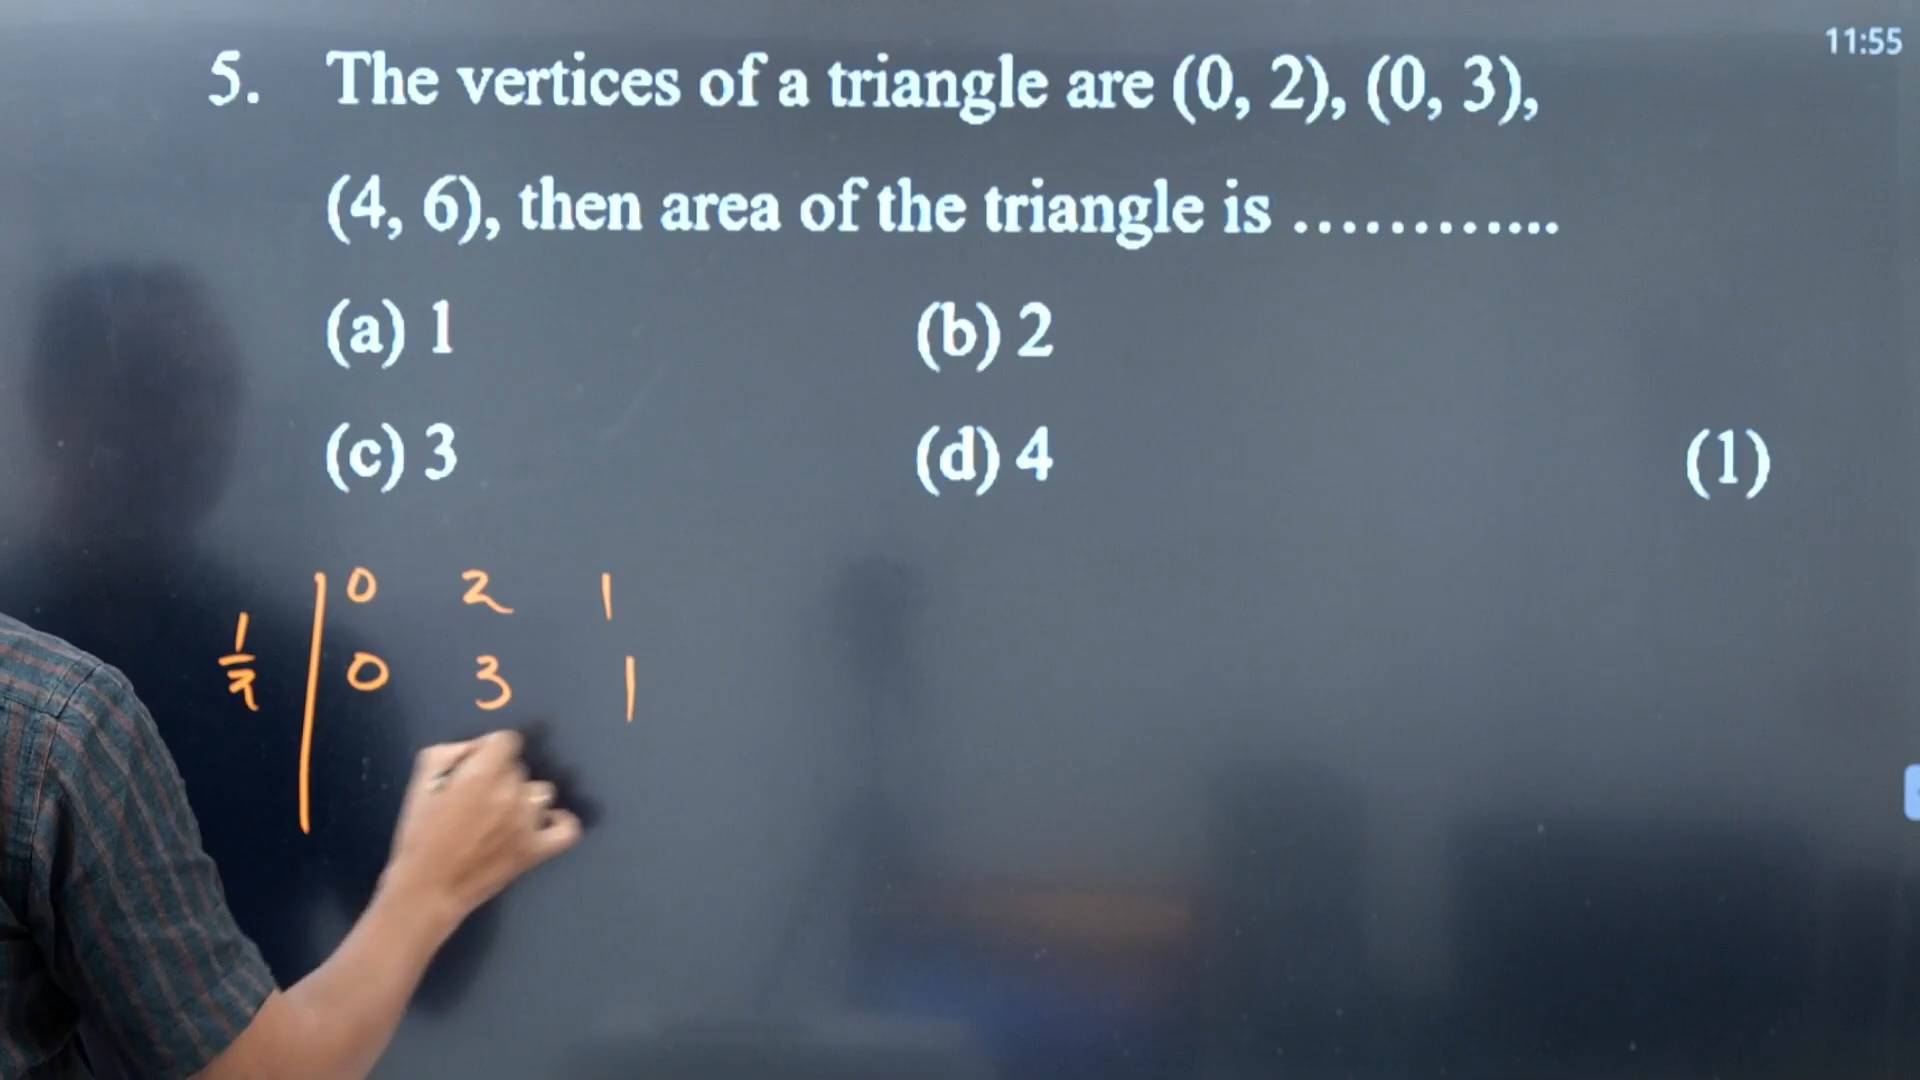 11:55
5. The vertices of a triangle are (0, 2), (0, 3),
(4, 6), then area of the triangle is ............
(a) 1 (b) 2
(c) 3 (d) 4 (1)
1/2 | 0 2 1
0 3 1